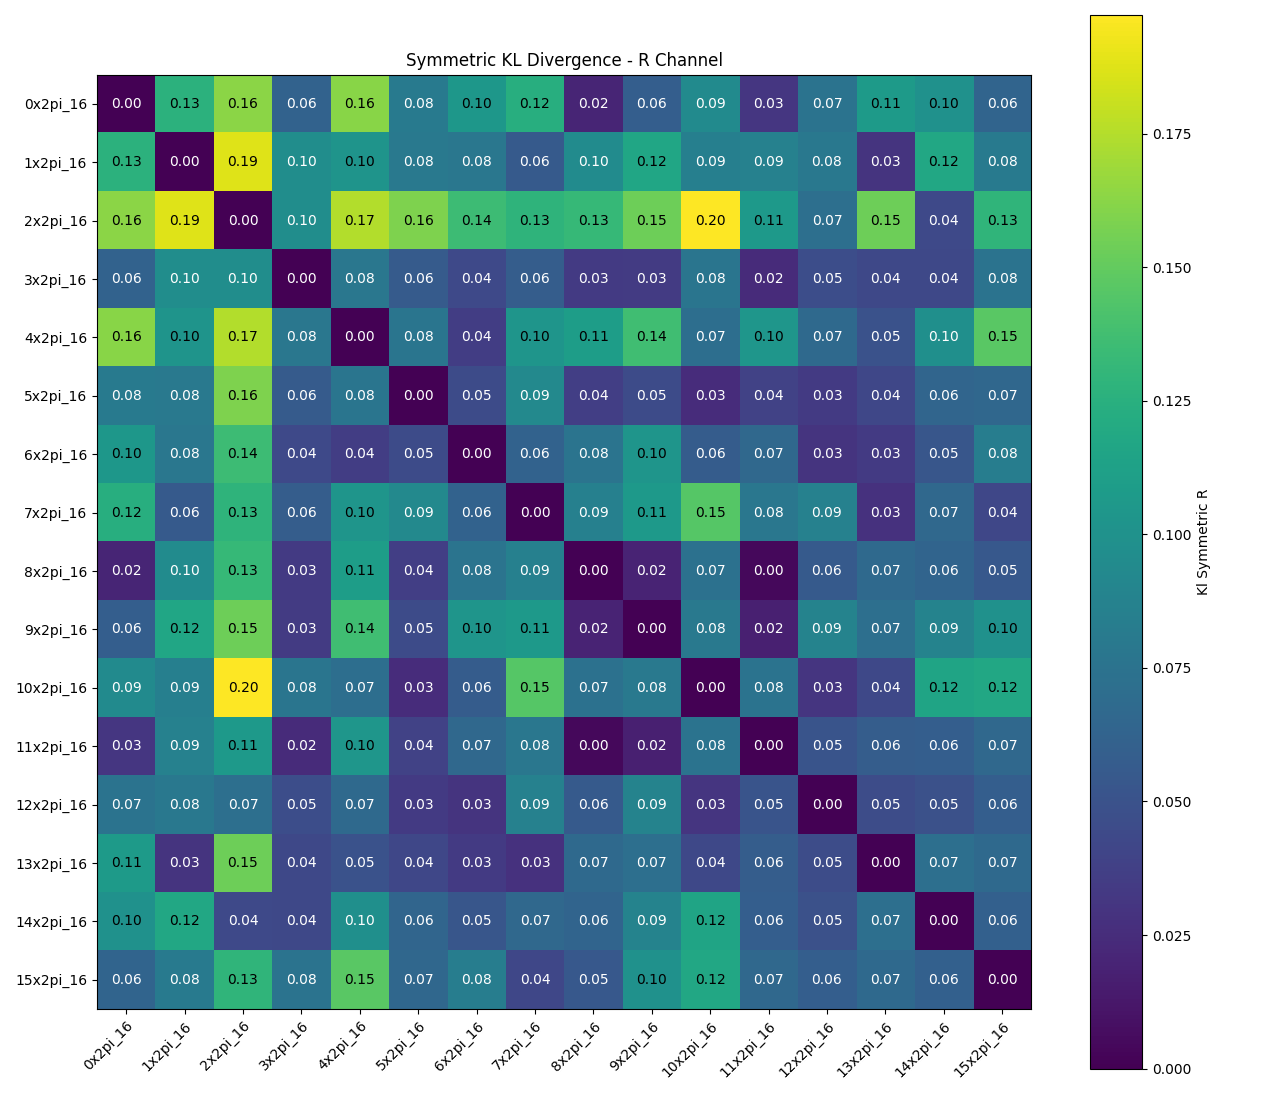 Symmetric KL Divergence - R Channel
0x2pi_16 0.00 0.13 0.16 0.06 0.16 0.08 0.10 0.12 0.02 0.06 0.09 0.03 0.07 0.11 0.10 0.06
1x2pi_16 0.13 0.00 0.19 0.10 0.10 0.08 0.08 0.06 0.10 0.12 0.09 0.09 0.08 0.03 0.12 0.08
2x2pi_16 0.16 0.19 0.00 0.10 0.17 0.16 0.14 0.13 0.13 0.15 0.20 0.11 0.07 0.15 0.04 0.13
3x2pi_16 0.06 0.10 0.10 0.00 0.08 0.06 0.04 0.06 0.03 0.03 0.08 0.02 0.05 0.04 0.04 0.08
4x2pi_16 0.16 0.10 0.17 0.08 0.00 0.08 0.04 0.10 0.11 0.14 0.07 0.10 0.07 0.05 0.10 0.15
5x2pi_16 0.08 0.08 0.16 0.06 0.08 0.00 0.05 0.09 0.04 0.05 0.03 0.04 0.03 0.04 0.06 0.07
6x2pi_16 0.10 0.08 0.14 0.04 0.04 0.05 0.00 0.06 0.08 0.10 0.06 0.07 0.03 0.03 0.05 0.08
7x2pi_16 0.12 0.06 0.13 0.06 0.10 0.09 0.06 0.00 0.09 0.11 0.15 0.08 0.09 0.03 0.07 0.04
8x2pi_16 0.02 0.10 0.13 0.03 0.11 0.04 0.08 0.09 0.00 0.02 0.07 0.00 0.06 0.07 0.06 0.05
9x2pi_16 0.06 0.12 0.15 0.03 0.14 0.05 0.10 0.11 0.02 0.00 0.08 0.02 0.09 0.07 0.09 0.10
10x2pi_16 0.09 0.09 0.20 0.08 0.07 0.03 0.06 0.15 0.07 0.08 0.00 0.08 0.03 0.04 0.12 0.12
11x2pi_16 0.03 0.09 0.11 0.02 0.10 0.04 0.07 0.08 0.00 0.02 0.08 0.00 0.05 0.06 0.06 0.07
12x2pi_16 0.07 0.08 0.07 0.05 0.07 0.03 0.03 0.09 0.06 0.09 0.03 0.05 0.00 0.05 0.05 0.06
13x2pi_16 0.11 0.03 0.15 0.04 0.05 0.04 0.03 0.03 0.07 0.07 0.04 0.06 0.05 0.00 0.07 0.07
14x2pi_16 0.10 0.12 0.04 0.04 0.10 0.06 0.05 0.07 0.06 0.09 0.12 0.06 0.05 0.07 0.00 0.06
15x2pi_16 0.06 0.08 0.13 0.08 0.15 0.07 0.08 0.04 0.05 0.10 0.12 0.07 0.06 0.07 0.06 0.00
0x2pi_16 1x2pi_16 2x2pi_16 3x2pi_16 4x2pi_16 5x2pi_16 6x2pi_16 7x2pi_16 8x2pi_16 9x2pi_16 10x2pi_16 11x2pi_16 12x2pi_16 13x2pi_16 14x2pi_16 15x2pi_16
0.175
0.150
0.125
0.100
0.075
0.050
0.025
0.000
Kl Symmetric R